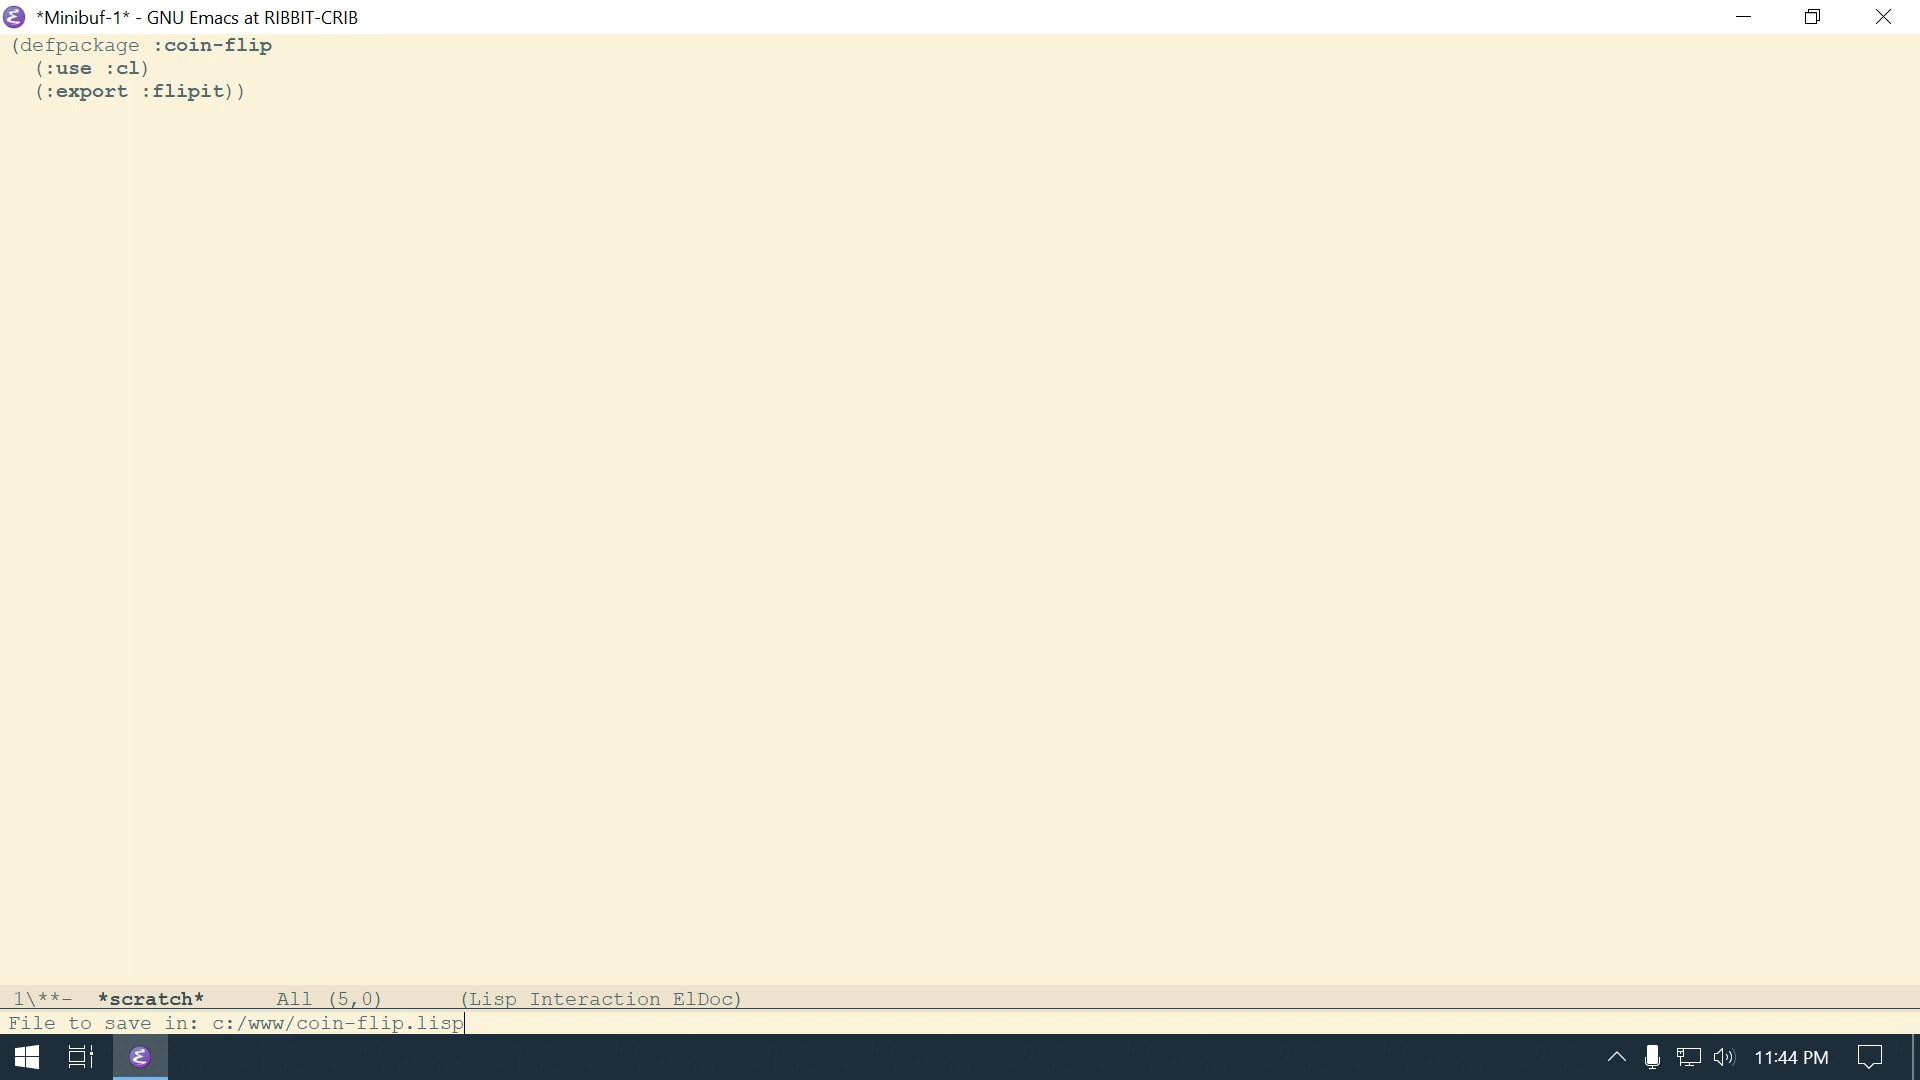 *Minibuf-1* - GNU Emacs at RIBBIT-CRIB
(defpackage :coin-flip
  (:use :cl)
  (:export :flipit))
1\**-  *scratch*      All (5,0)      (Lisp Interaction ElDoc)
File to save in: c:/www/coin-flip.lisp
11:44 PM